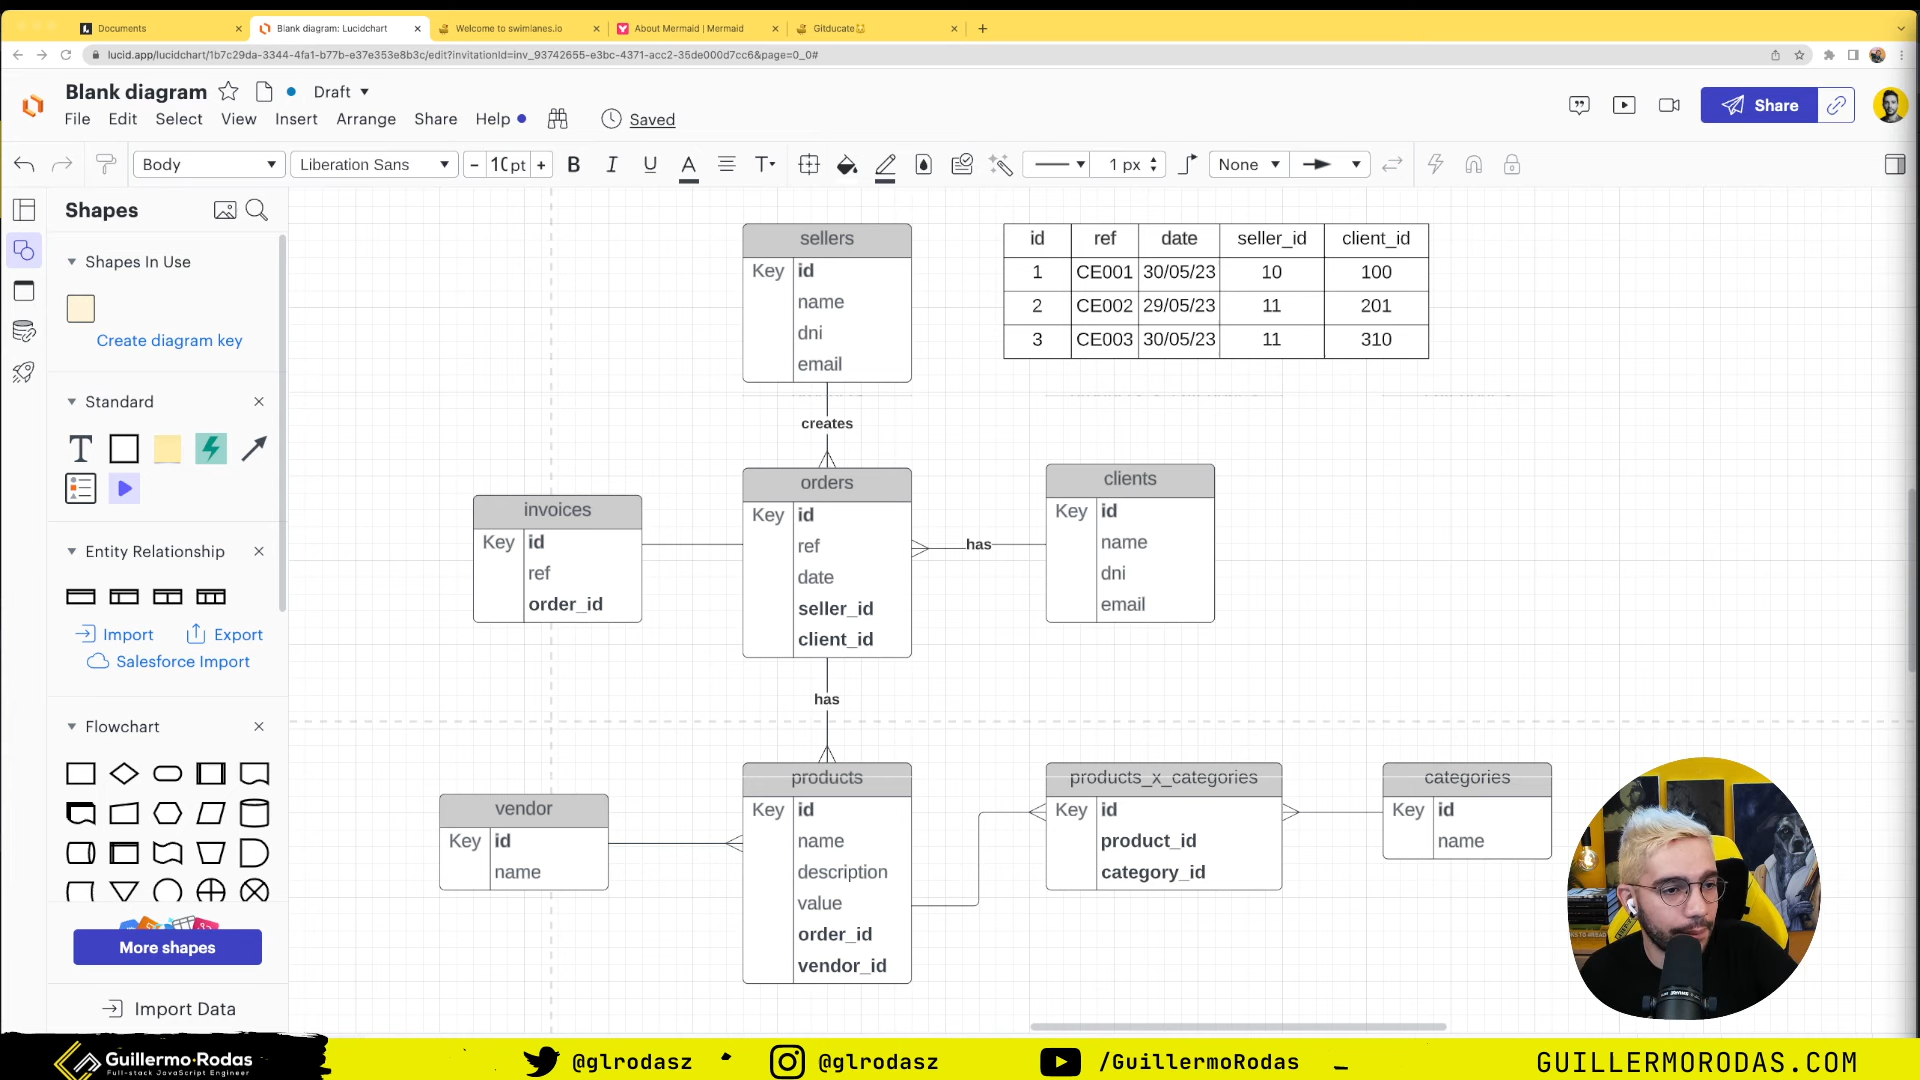 Documents
Blank diagram: Lucidchart
Welcome to swimlanes.io
About Mermaid | Mermaid
Gitducate
lucid.app/lucidchart/1b7c29da-3344-4fa1-b77b-e37e353e8b3c/edit?invitationId=inv_93742655-e3bc-4371-acc2-35de000d7cc6&page=0_0#
Blank diagram
Draft
Share
File Edit Select View Insert Arrange Share Help
Saved
Body
Liberation Sans
10 pt
B I U A T
1 px
None
Shapes
Shapes In Use
Create diagram key
Standard
T
Entity Relationship
Import
Export
Salesforce Import
Flowchart
More shapes
Import Data
sellers
Key id
name
dni
email
id ref date seller_id client_id
1 CE001 30/05/23 10 100
2 CE002 29/05/23 11 201
3 CE003 30/05/23 11 310
creates
invoices
Key id
ref
order_id
orders
Key id
ref
date
seller_id
client_id
has
clients
Key id
name
dni
email
has
vendor
Key id
name
products
Key id
name
description
value
order_id
vendor_id
products_x_categories
Key id
product_id
category_id
categories
Key id
name
Guillermo Rodas
Full-stack JavaScript Engineer
@glrodasz
@glrodasz
/GuillermoRodas
GUILLERMORODAS.COM